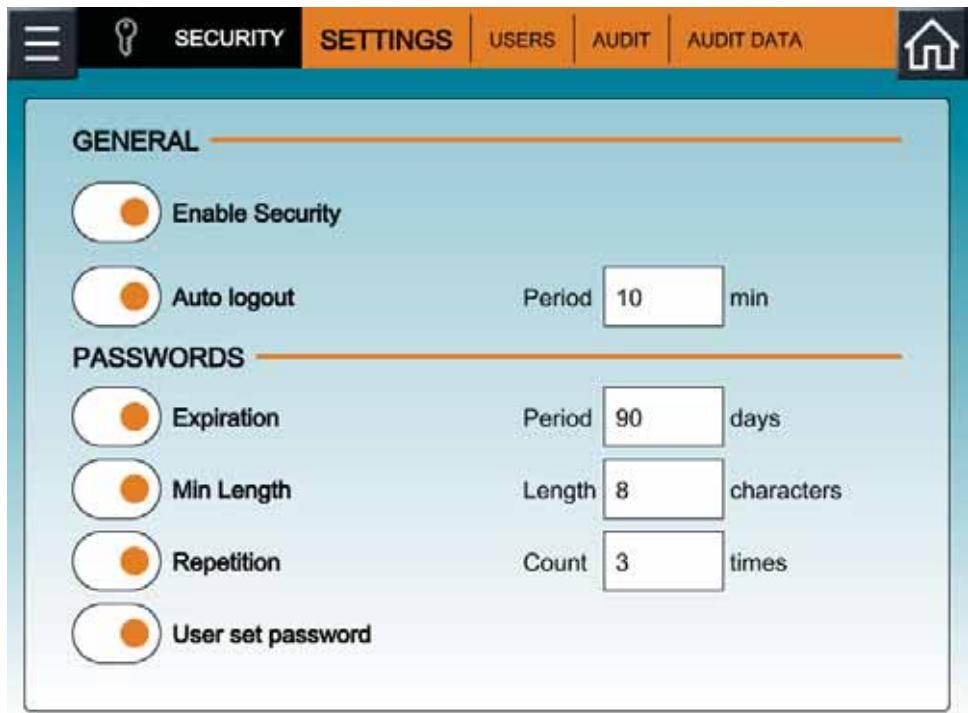 SECURITY SETTINGS USERS AUDIT AUDIT DATA
GENERAL
Enable Security
Auto logout Period 10 min
PASSWORDS
Expiration Period 90 days
Min Length Length 8 characters
Repetition Count 3 times
User set password